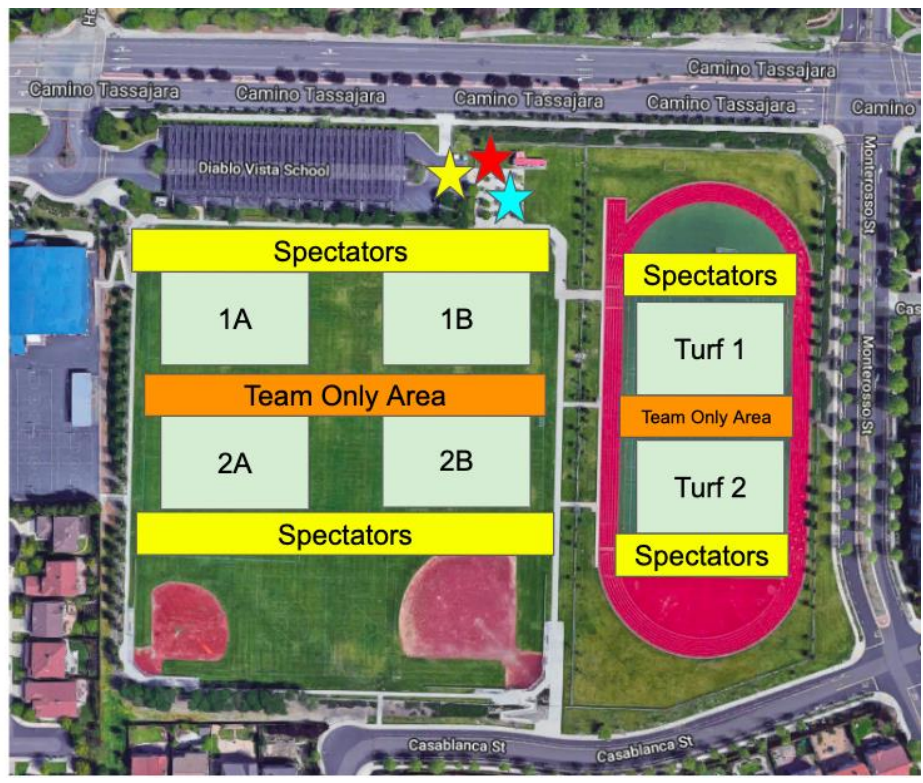 Camino Tassajara
Camino Tassajara
Camino Tassajara
Camino Tassajara
Camino Tassajara
Camino
Diablo Vista School
Monterosso St
Spectators
Spectators
1A
1B
Turf 1
Monterosso St
Team Only Area
Team Only Area
2A
2B
Turf 2
Spectators
Spectators
Casablanca St
Casablanca St